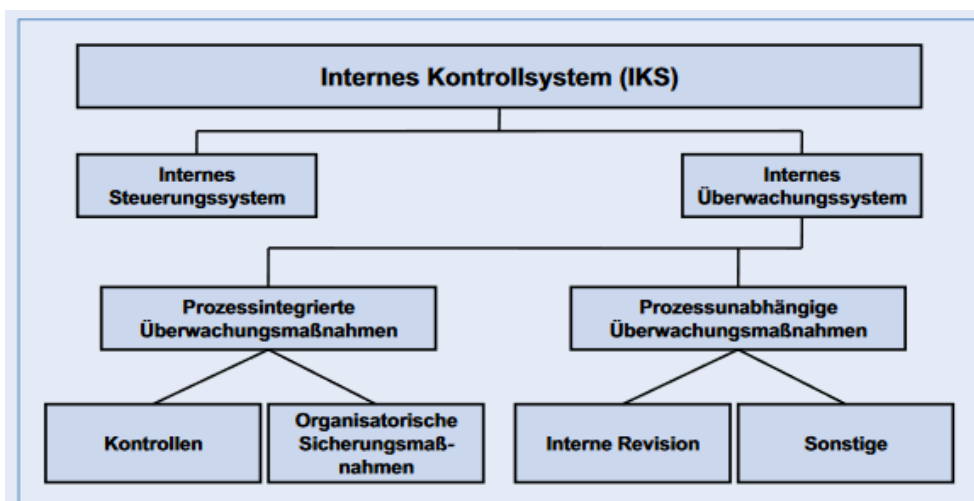 Internes Kontrollsystem (IKS)
Internes
Steuerungssystem
Internes
Überwachungssystem
Prozessintegrierte
Überwachungsmaßnahmen
Prozessunabhängige
Überwachungsmaßnahmen
Kontrollen
Organisatorische
Sicherungsmaß-
nahmen
Interne Revision
Sonstige